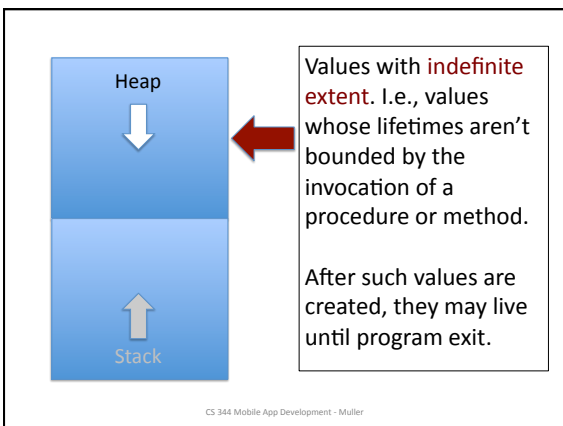 Heap
Stack
Values with indefinite
extent. I.e., values
whose lifetimes aren't
bounded by the
invocation of a
procedure or method.
After such values are
created, they may live
until program exit.
CS 344 Mobile App Development - Muller